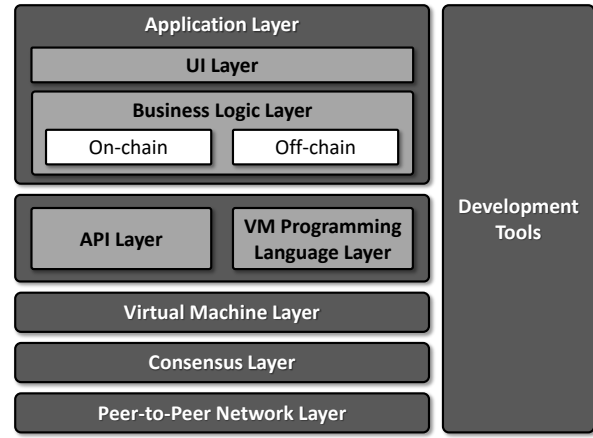 Application Layer
UI Layer
Business Logic Layer
On-chain
Off-chain
API Layer
VM Programming
Language Layer
Virtual Machine Layer
Consensus Layer
Peer-to-Peer Network Layer
Development
Tools